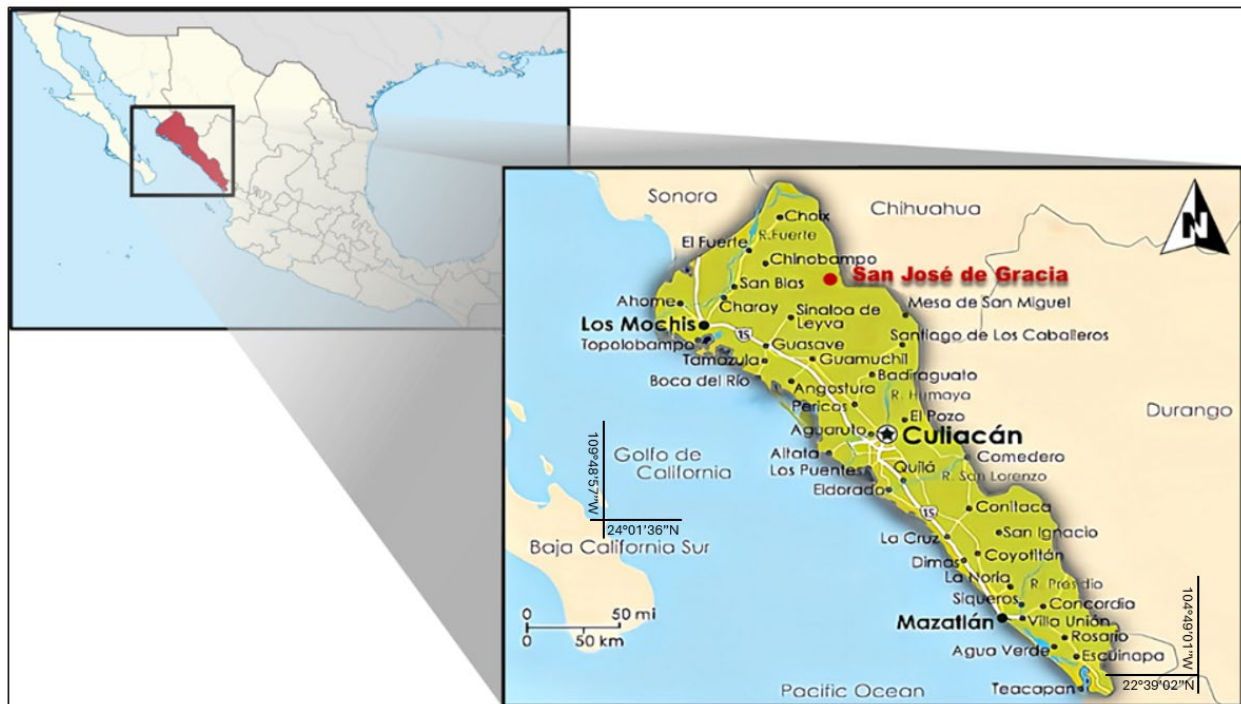 Sonora
Chihuahua
N
Choix
El Fuerte
R.Fuerte
Chinobampo
San José de Gracia
San Blas
Ahome
Charay
Mesa de San Miguel
Sinaloa de
Leyva
Los Mochis
15
Santiago de Los Caballeros
Topolobampo
Guasave
Tamazula
Guamuchil
Boca del Río
Badiraguato
Angostura
R. Humaya
Pericos
Durango
El Pozo
Aguaruto
Culiacán
109°48'57"W
Golfo de
California
Altata
Comedero
Los Puentes
Quilá
R. San Lorenzo
Eldorado
24°01'36"N
15
Conitaca
Baja California Sur
La Cruz
San Ignacio
Dimas
Coyotitán
La Noria
R. Presidio
104°49'01"W
Siqueros
Concordia
0 50 mi
0 50 km
Mazatlán
Villa Unión
Rosario
Agua Verde
Escuinapa
Pacific Ocean
Teacapan
22°39'02"N